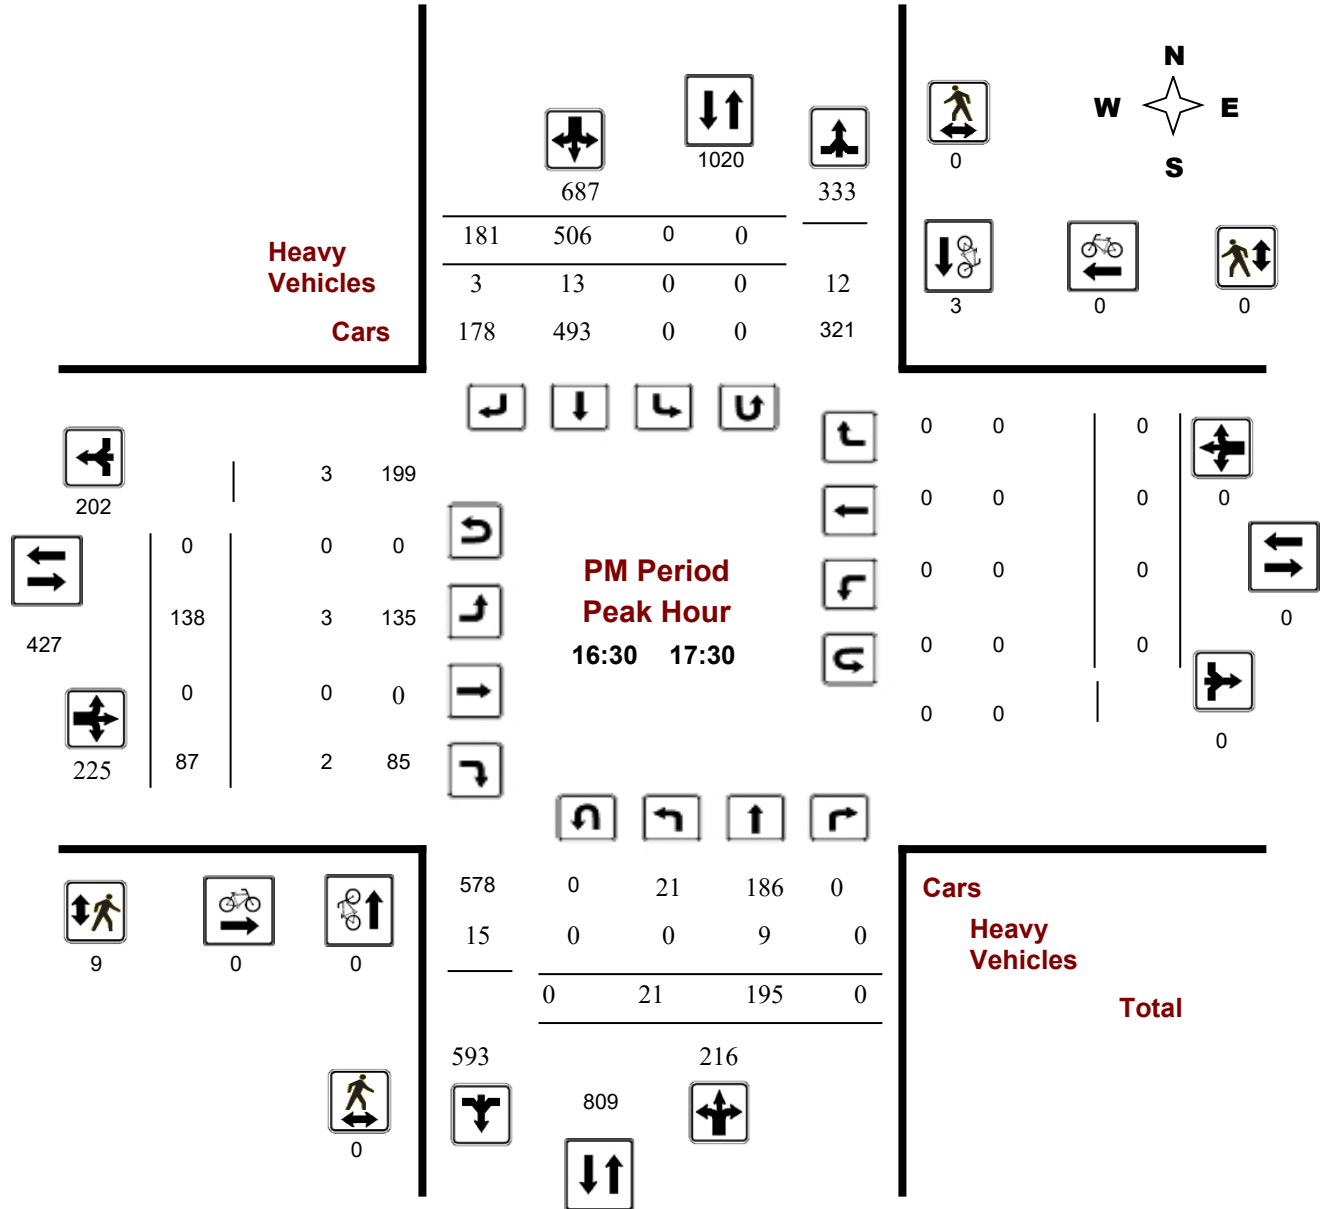 N
W E
S
1020
0
687 333
181 506 0 0
Heavy
Vehicles
3 13 0 0 12
3 0 0
Cars 178 493 0 0 321
0 0 0
3 199
202
0 0 0 0
0 0 0
PM Period
0 0 0
Peak Hour
138 3 135
0
427
16:30 17:30
0 0 0
0 0 0
0 0
0
225 87 2 85
578 0 21 186 0 Cars
15 0 0 9 0 Heavy
Vehicles
9 0 0
0 21 195 0 Total
593 216
809
0